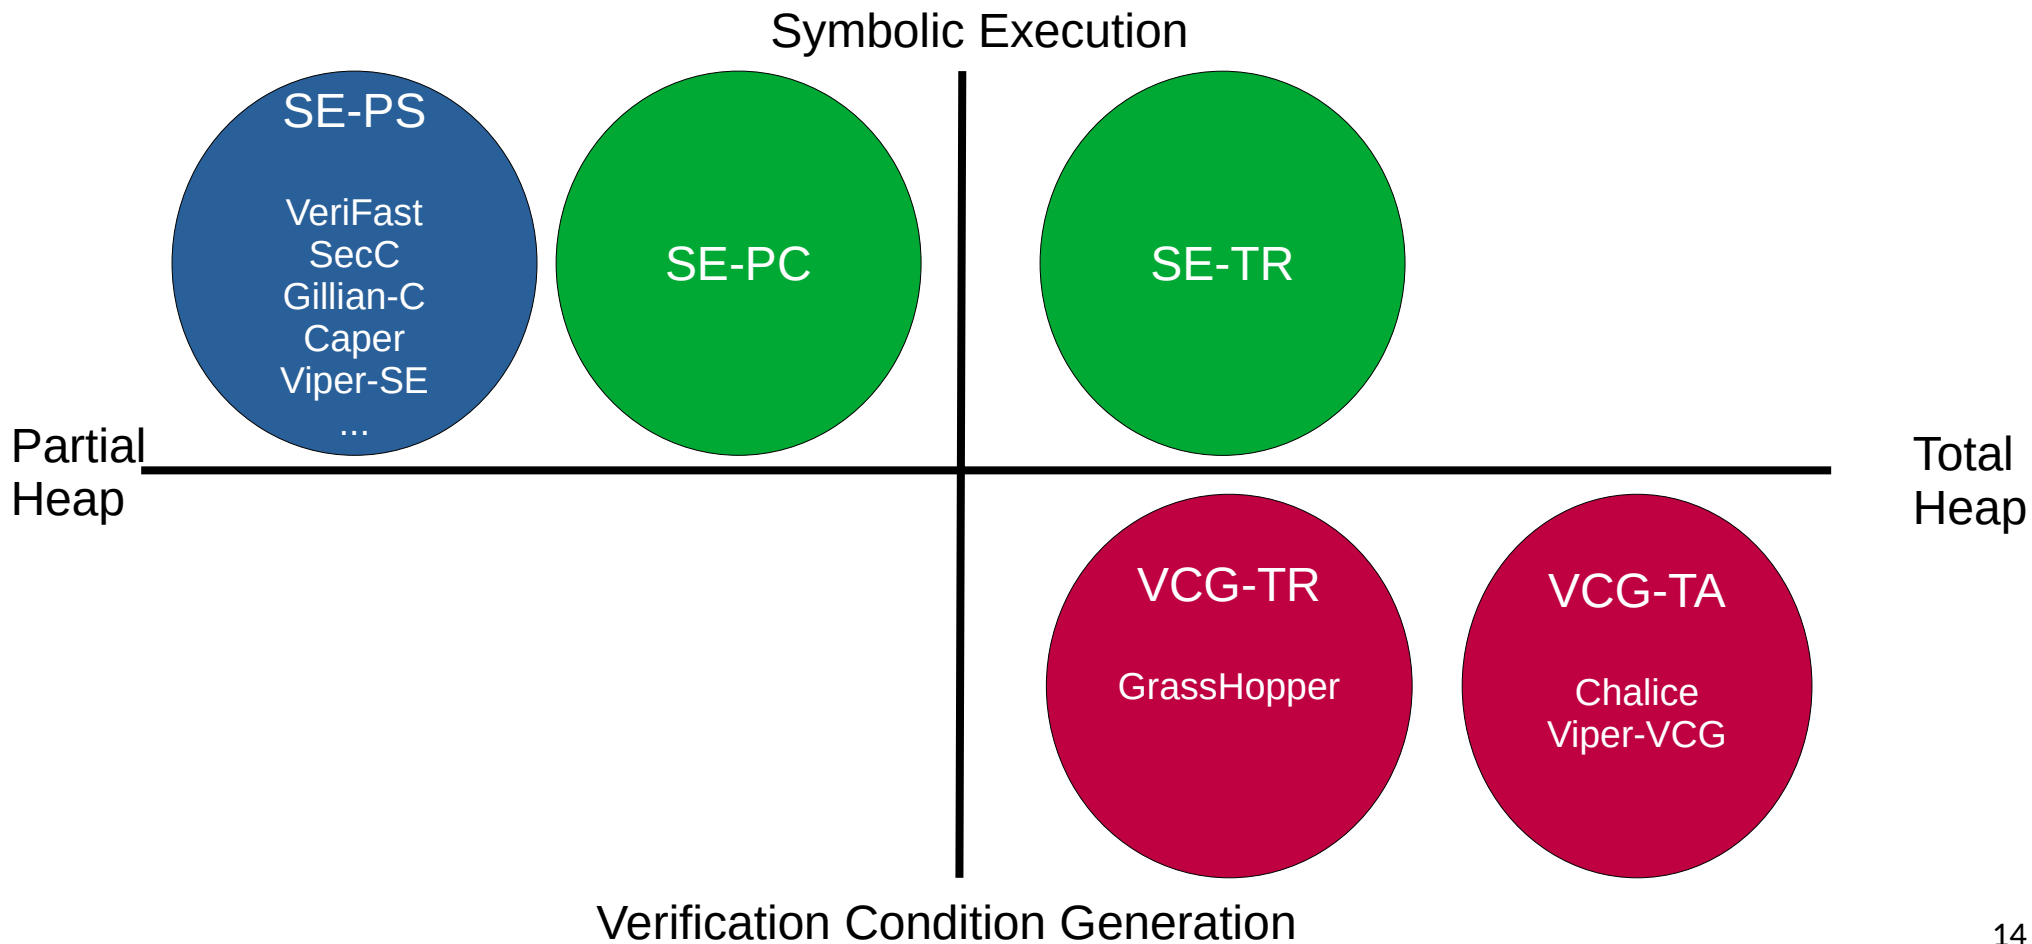 Symbolic Execution
SE-PS
VeriFast
SecC
Gillian-C
Caper
Viper-SE
...
SE-PC
SE-TR
Partial
Heap
Total
Heap
VCG-TR
GrassHopper
VCG-TA
Chalice
Viper-VCG
Verification Condition Generation
14